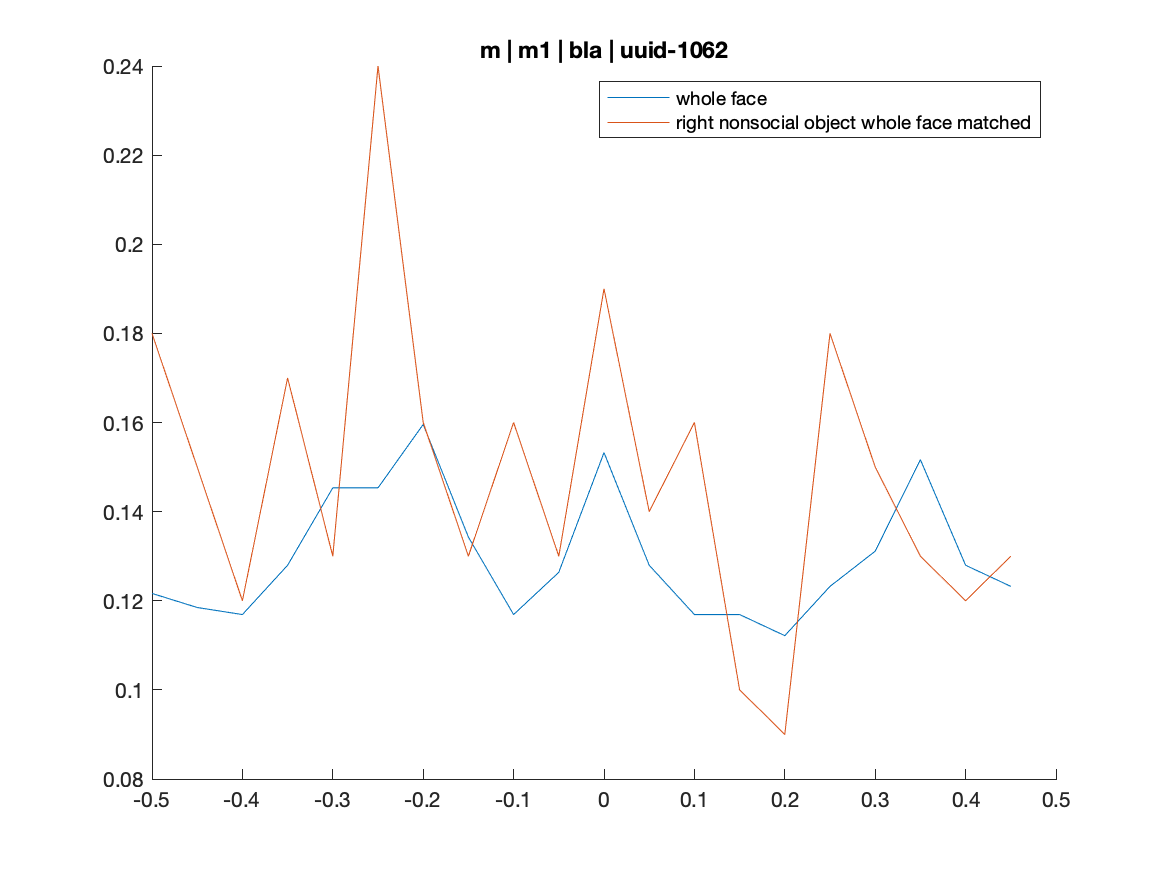 m | m1 | bla | uuid-1062
whole face
right nonsocial object whole face matched
0.24
0.22
0.2
0.18
0.16
0.14
0.12
0.1
0.08
-0.5 -0.4 -0.3 -0.2 -0.1 0 0.1 0.2 0.3 0.4 0.5